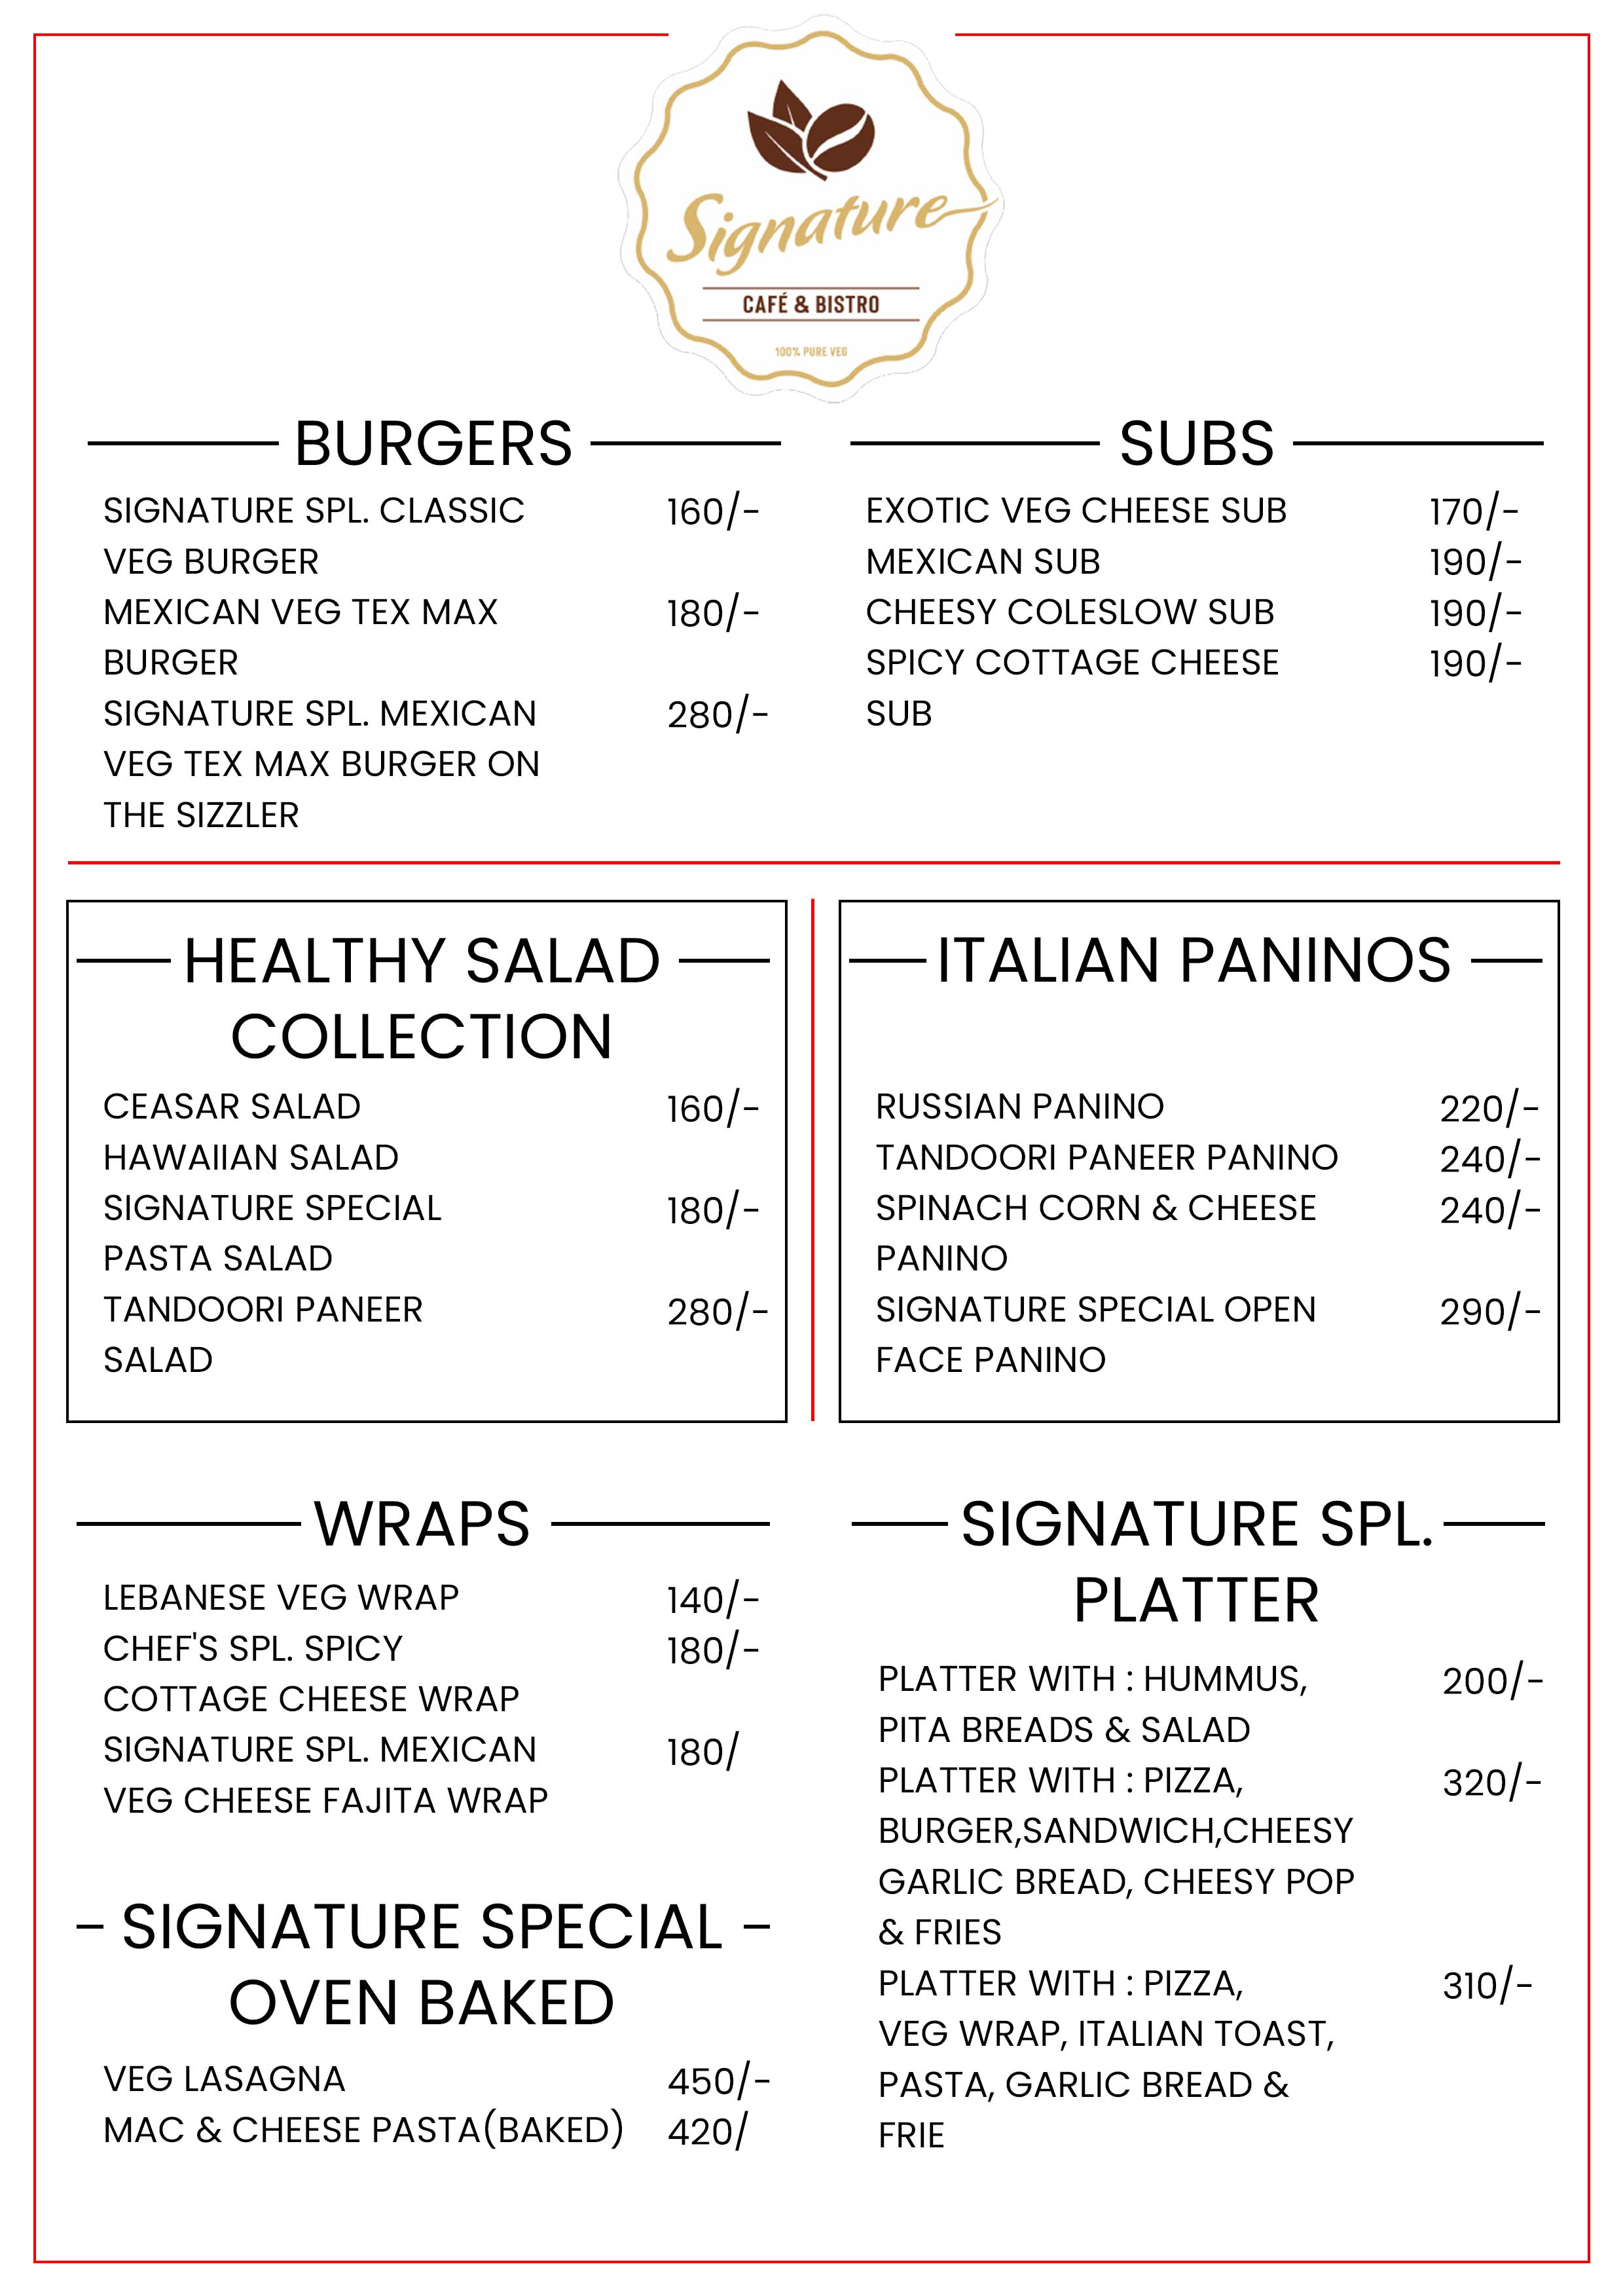 Signature
CAFÉ & BISTRO
100% PURE VEG
BURGERS
SIGNATURE SPL. CLASSIC 160/-
VEG BURGER
MEXICAN VEG TEX MAX 180/-
BURGER
SIGNATURE SPL. MEXICAN 280/-
VEG TEX MAX BURGER ON
THE SIZZLER
SUBS
EXOTIC VEG CHEESE SUB 170/-
MEXICAN SUB 190/-
CHEESY COLESLOW SUB 190/-
SPICY COTTAGE CHEESE 190/-
SUB
HEALTHY SALAD
COLLECTION
CEASAR SALAD 160/-
HAWAIIAN SALAD
SIGNATURE SPECIAL 180/-
PASTA SALAD
TANDOORI PANEER 280/-
SALAD
ITALIAN PANINOS
RUSSIAN PANINO 220/-
TANDOORI PANEER PANINO 240/-
SPINACH CORN & CHEESE 240/-
PANINO
SIGNATURE SPECIAL OPEN 290/-
FACE PANINO
WRAPS
LEBANESE VEG WRAP 140/-
CHEF'S SPL. SPICY 180/-
COTTAGE CHEESE WRAP
SIGNATURE SPL. MEXICAN 180/
VEG CHEESE FAJITA WRAP
- SIGNATURE SPECIAL -
OVEN BAKED
VEG LASAGNA 450/-
MAC & CHEESE PASTA(BAKED) 420/
SIGNATURE SPL.
PLATTER
PLATTER WITH : HUMMUS, 200/-
PITA BREADS & SALAD
PLATTER WITH : PIZZA, 320/-
BURGER,SANDWICH,CHEESY
GARLIC BREAD, CHEESY POP
& FRIES
PLATTER WITH : PIZZA, 310/-
VEG WRAP, ITALIAN TOAST,
PASTA, GARLIC BREAD &
FRIE